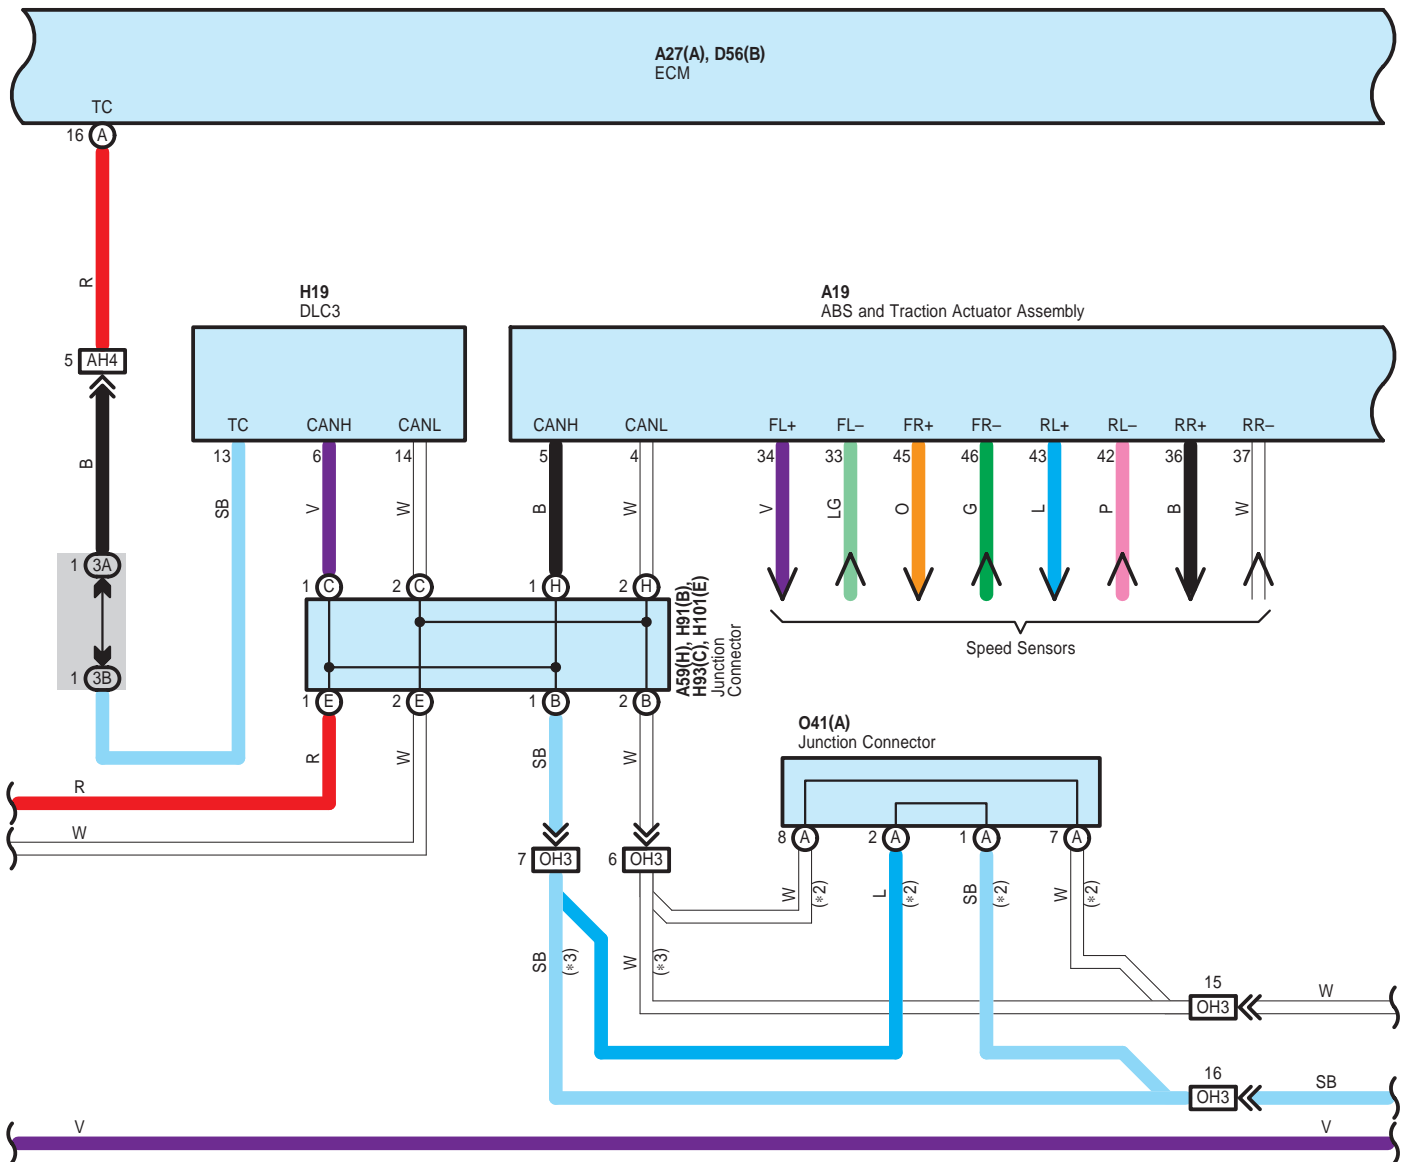 A27(A), D56(B)
ECM
TC
16 A
R
5 AH4
B
1 3A
1 3B
H19
DLC3
TC CANH CANL
13 6 14
SB V W
A19
ABS and Traction Actuator Assembly
CANH CANL FL+ FL– FR+ FR– RL+ RL– RR+ RR–
5 4 34 33 45 46 43 42 36 37
B W V LG O G L P B W
Speed Sensors
1 C 2 C 1 H 2 H
A59(H), H91(B),
H93(C), H101(E)
Junction
Connector
1 E 2 E 1 B 2 B
R W SB W
R
W
O41(A)
Junction Connector
8 A 2 A 1 A 7 A
7 OH3 6 OH3
W (*2) L (*2) SB (*2) W (*2)
SB (*3) W (*3)
15
OH3 W
16
OH3 SB
V V